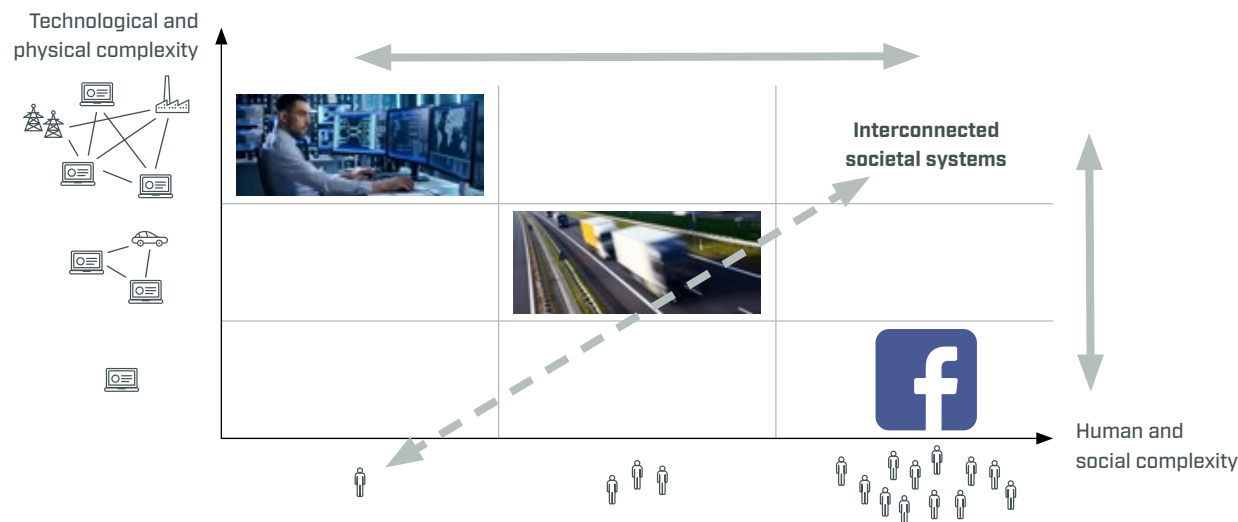 Technological and
physical complexity
Interconnected
societal systems
Human and
social complexity